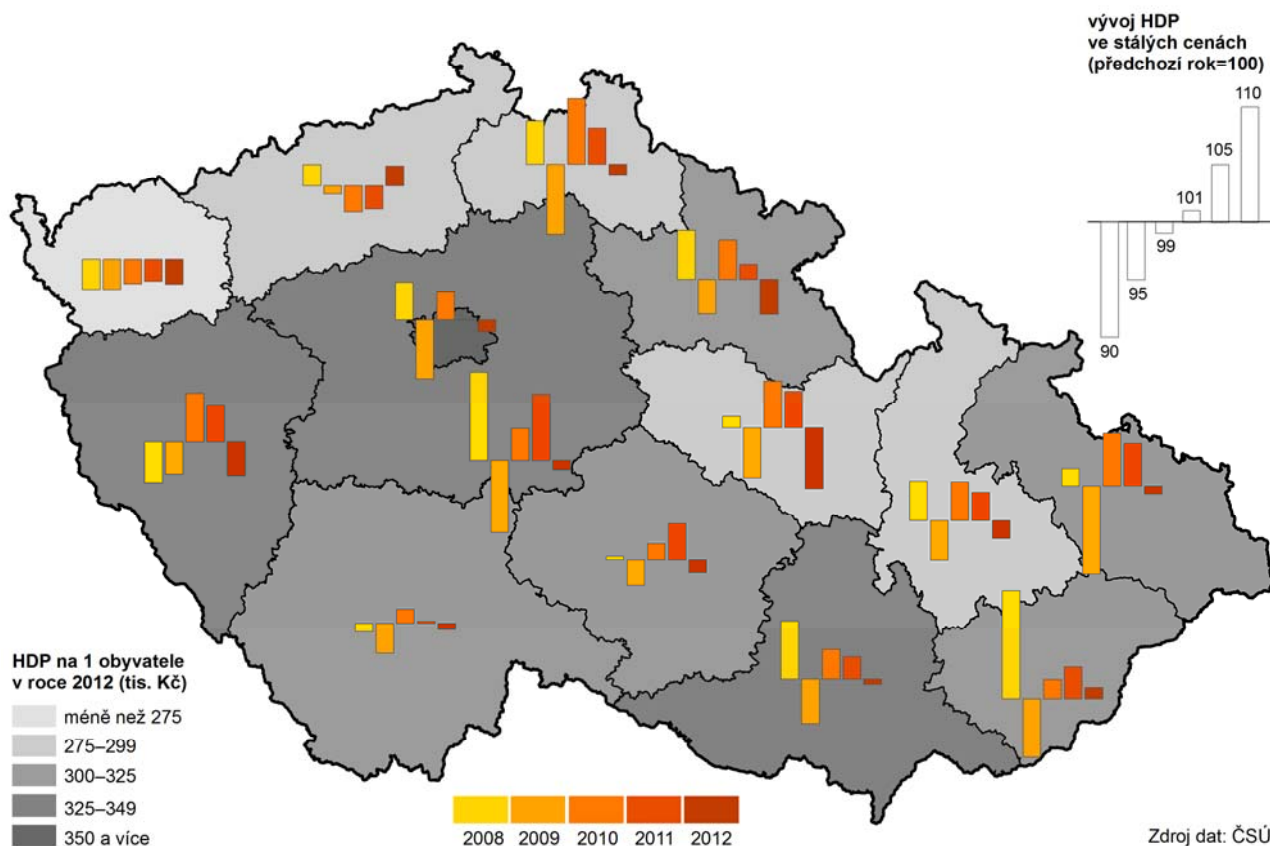 vývoj HDP
ve stálých cenách
(předchozí rok=100)
110
105
101
99
95
90
HDP na 1 obyvatele
v roce 2012 (tis. Kč)
méně než 275
275–299
300–325
325–349
350 a více
2008 2009 2010 2011 2012
Zdroj dat: ČSÚ